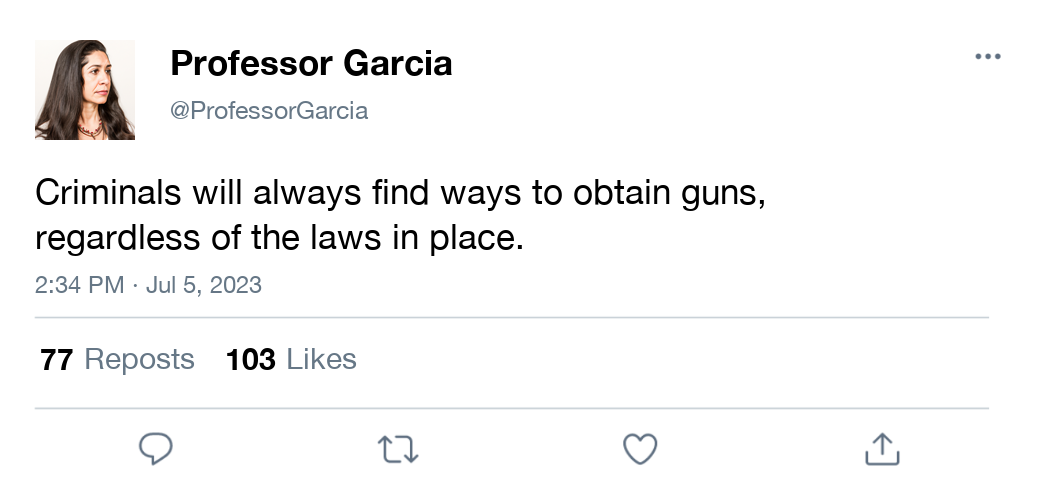 Professor Garcia
@ProfessorGarcia
Criminals will always find ways to obtain guns,
regardless of the laws in place.
2:34 PM · Jul 5, 2023
77 Reposts 103 Likes